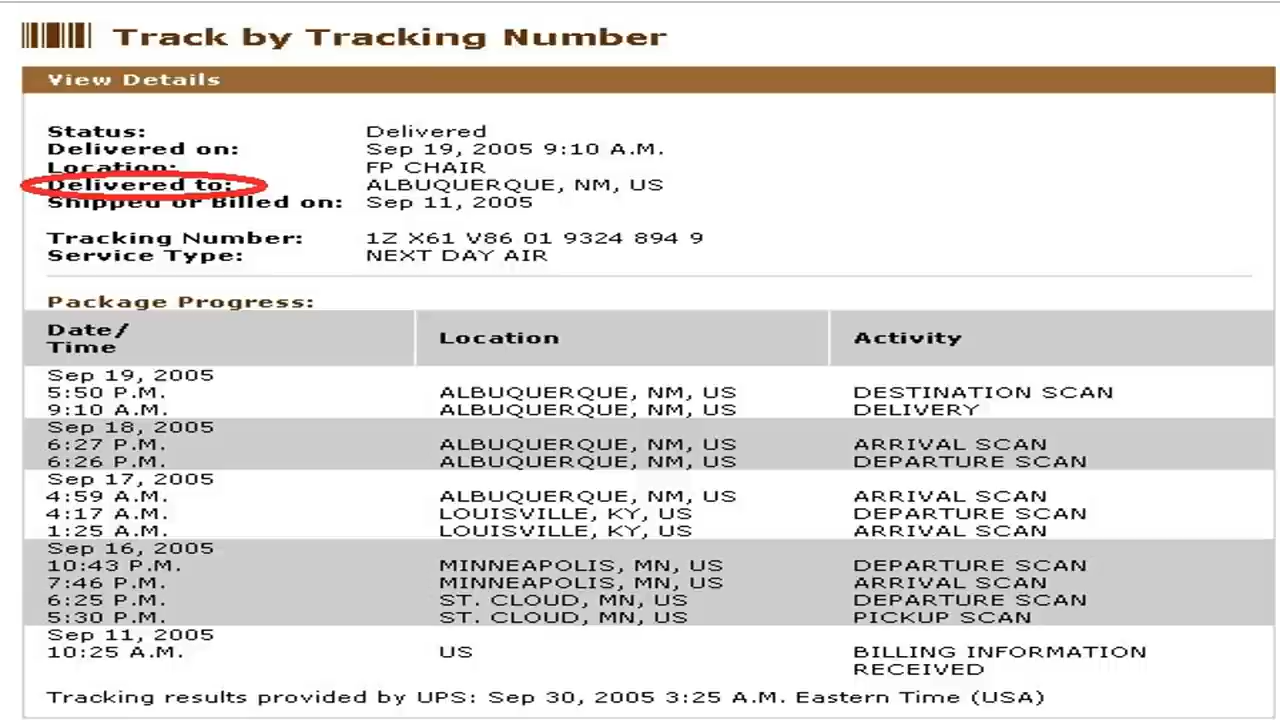 Track by Tracking Number
View Details
Status: Delivered
Delivered on: Sep 19, 2005 9:10 A.M.
Location: FP CHAIR
Delivered to: ALBUQUERQUE, NM, US
Shipped or Billed on: Sep 11, 2005
Tracking Number: 1Z X61 V86 01 9324 894 9
Service Type: NEXT DAY AIR
Package Progress:
Date/
Time Location Activity
Sep 19, 2005
5:50 P.M. ALBUQUERQUE, NM, US DESTINATION SCAN
9:10 A.M. ALBUQUERQUE, NM, US DELIVERY
Sep 18, 2005
6:27 P.M. ALBUQUERQUE, NM, US ARRIVAL SCAN
6:26 P.M. ALBUQUERQUE, NM, US DEPARTURE SCAN
Sep 17, 2005
4:59 A.M. ALBUQUERQUE, NM, US ARRIVAL SCAN
4:17 A.M. LOUISVILLE, KY, US DEPARTURE SCAN
1:25 A.M. LOUISVILLE, KY, US ARRIVAL SCAN
Sep 16, 2005
10:43 P.M. MINNEAPOLIS, MN, US DEPARTURE SCAN
7:46 P.M. MINNEAPOLIS, MN, US ARRIVAL SCAN
6:25 P.M. ST. CLOUD, MN, US DEPARTURE SCAN
5:30 P.M. ST. CLOUD, MN, US PICKUP SCAN
Sep 11, 2005
10:25 A.M. US BILLING INFORMATION
RECEIVED
Tracking results provided by UPS: Sep 30, 2005 3:25 A.M. Eastern Time (USA)